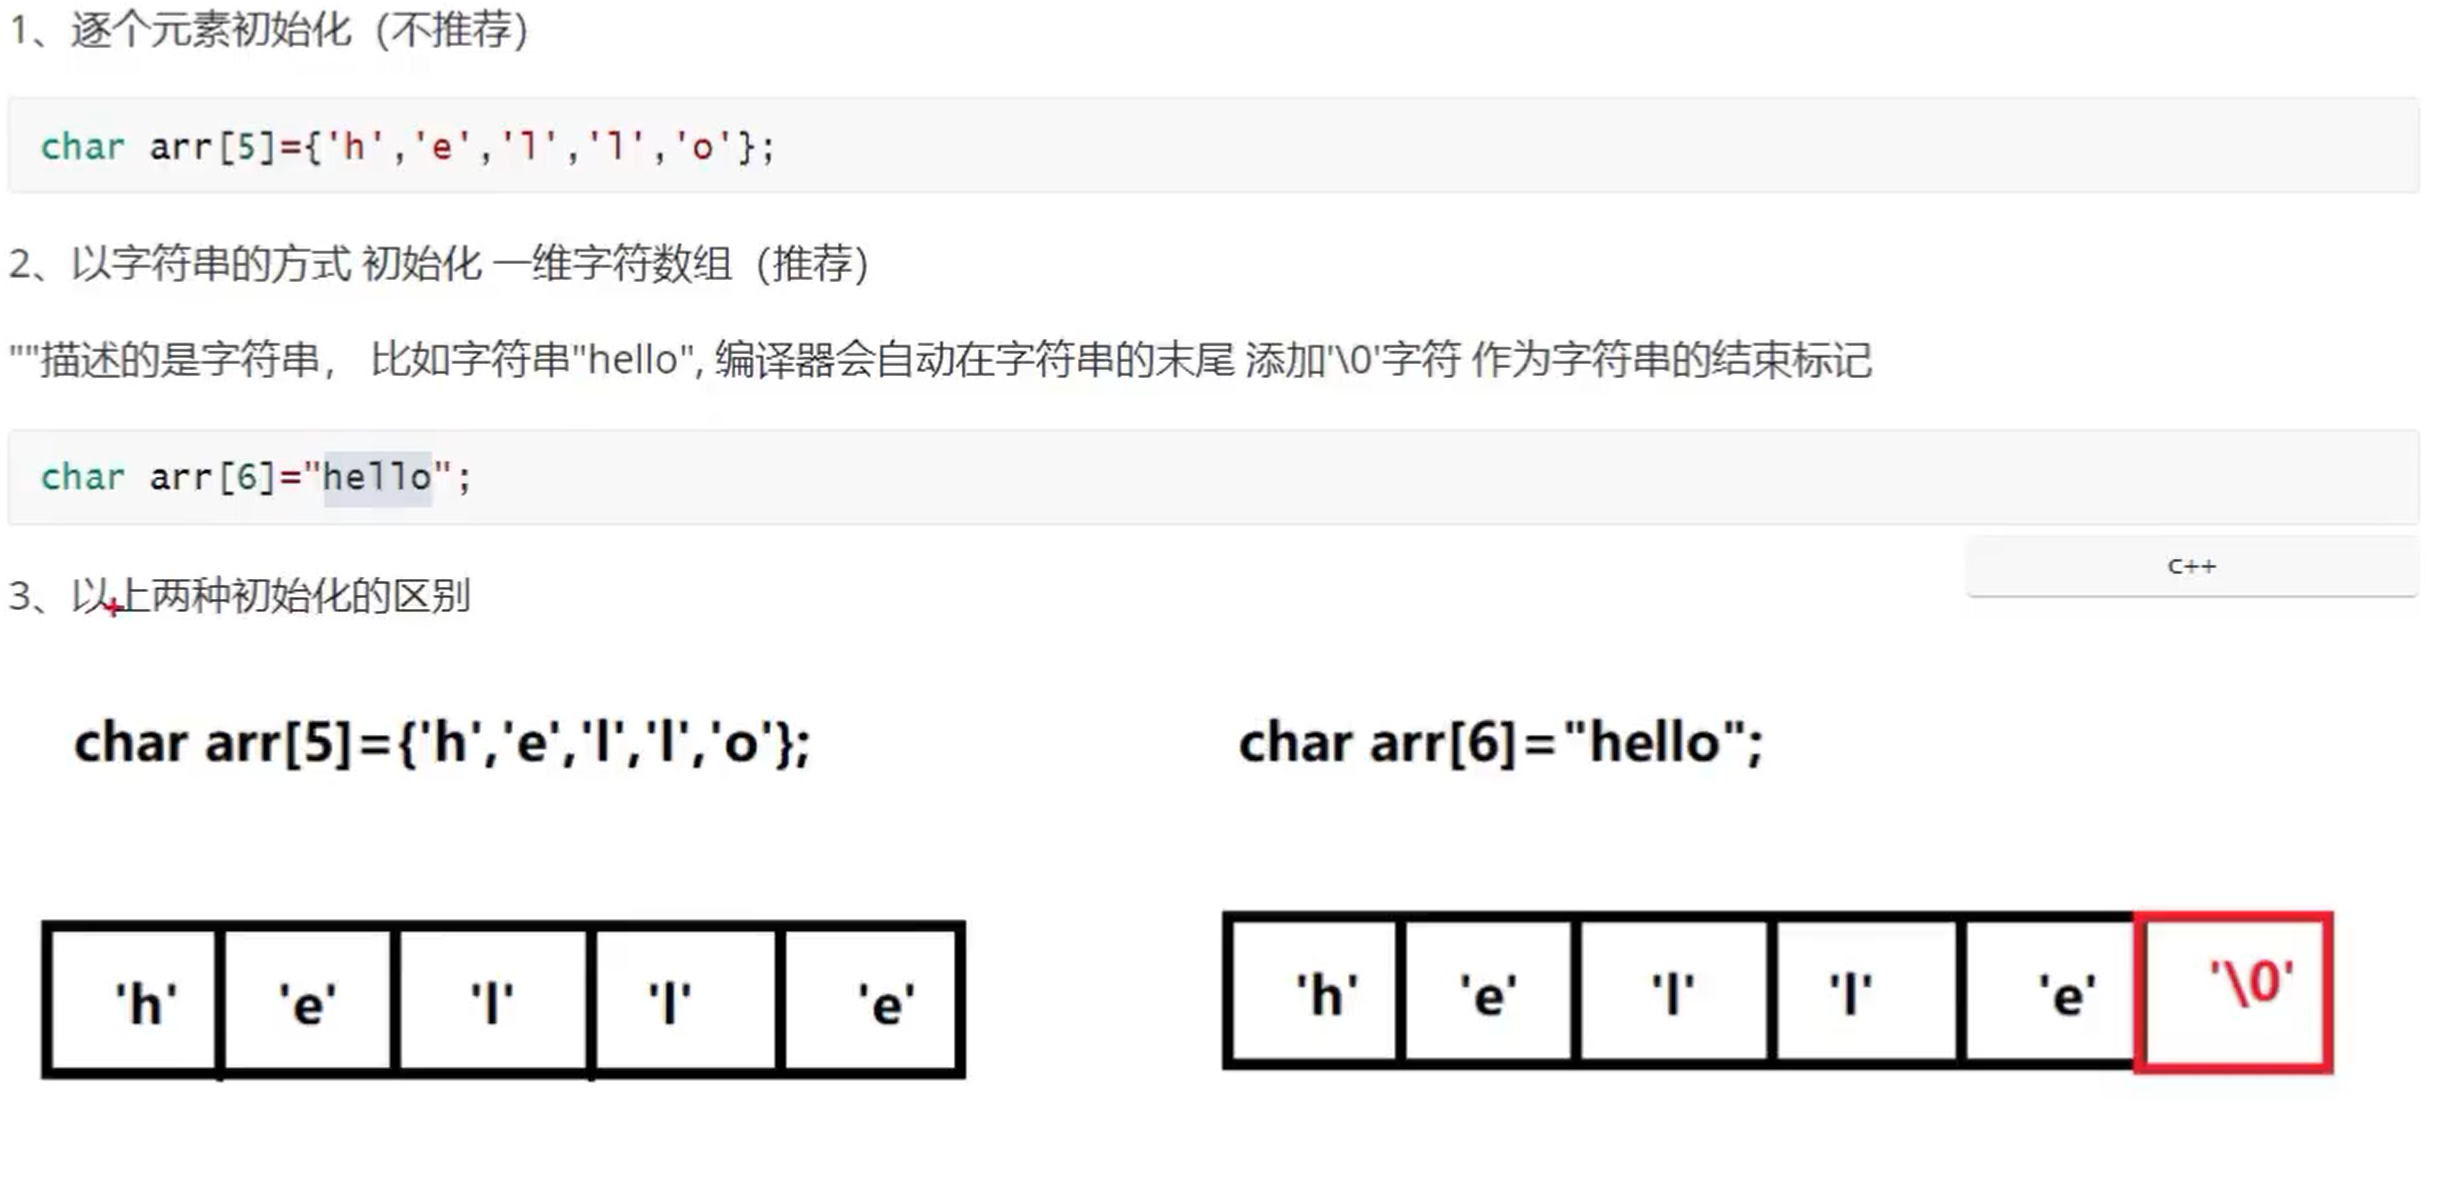 1、逐个元素初始化（不推荐）
char arr[5]={'h','e','l','l','o'};
2、以字符串的方式 初始化 一维字符数组（推荐）
""描述的是字符串， 比如字符串"hello", 编译器会自动在字符串的末尾 添加'\0'字符 作为字符串的结束标记
char arr[6]="hello";
c++
3、以上两种初始化的区别
char arr[5]={'h','e','l','l','o'};
char arr[6]="hello";
'h' 'e' 'l' 'l' 'e'
'h' 'e' 'l' 'l' 'e' '\0'